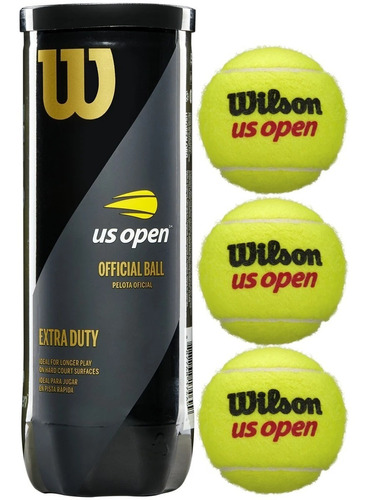 W
us open
OFFICIAL BALL
PELOTA OFICIAL
EXTRA DUTY
IDEAL FOR LONGER PLAY
ON HARD COURT SURFACES
IDEAL PARA JUGAR
EN PISTA RÁPIDA
Wilson
us open
Wilson
us open
Wilson
us open